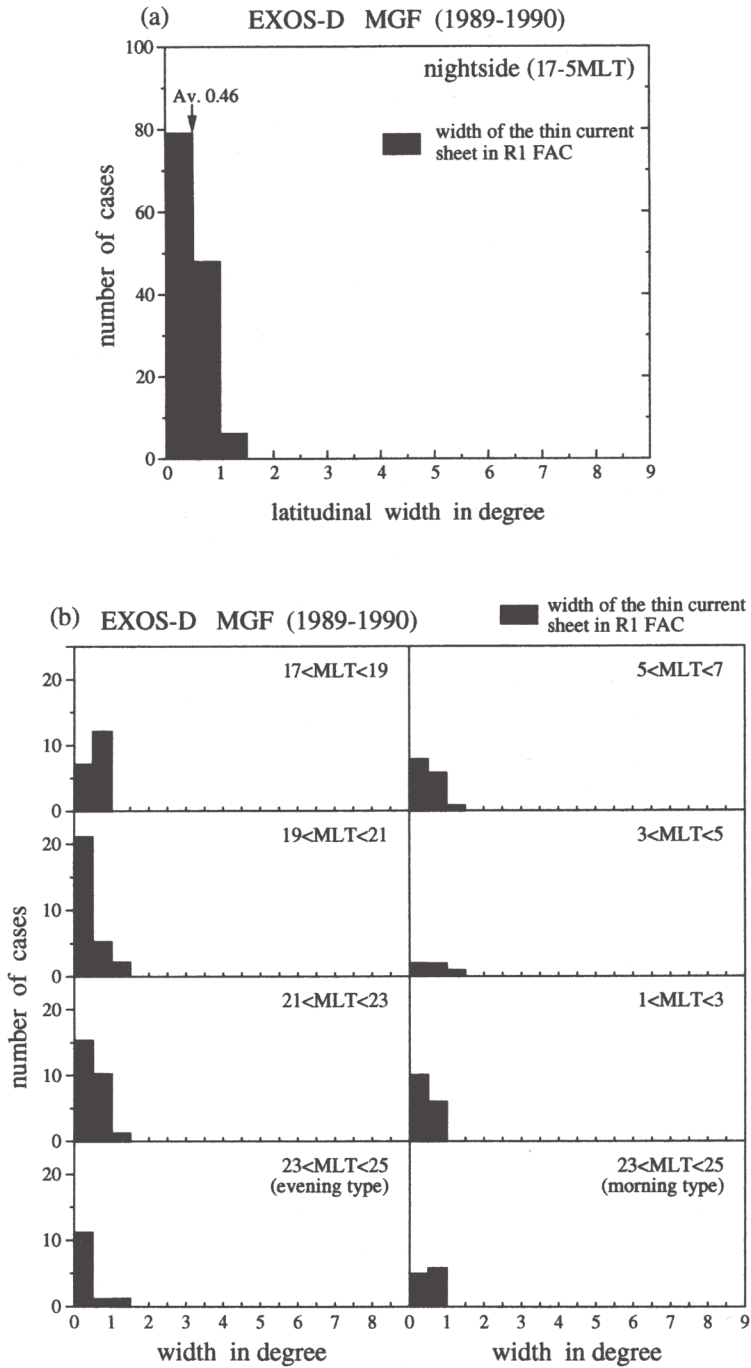 (a) EXOS-D MGF (1989-1990)
nightside (17-5MLT)
Av. 0.46
width of the thin current
sheet in R1 FAC
number of cases
100
80
60
40
20
0
0 1 2 3 4 5 6 7 8 9
latitudinal width in degree
(b) EXOS-D MGF (1989-1990)
width of the thin current
sheet in R1 FAC
number of cases
20
10
0
17<MLT<19
5<MLT<7
20
10
0
19<MLT<21
3<MLT<5
20
10
0
21<MLT<23
1<MLT<3
20
10
0
23<MLT<25
(evening type)
23<MLT<25
(morning type)
0 1 2 3 4 5 6 7 8
0 1 2 3 4 5 6 7 8 9
width in degree
width in degree